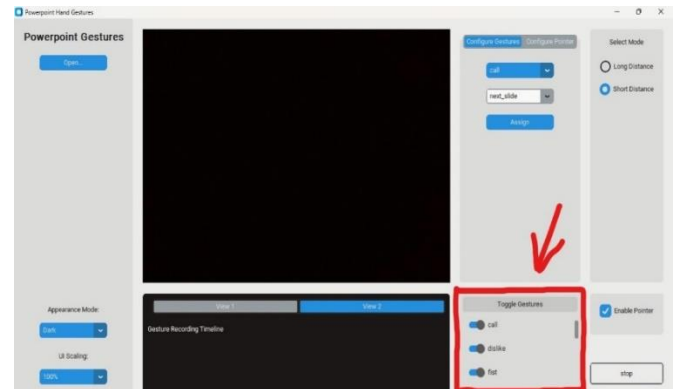 Powerpoint Hand Gestures
Powerpoint Gestures
Open...
Appearance Mode:
Dark
UI Scaling:
100%
View 1
View 2
Gesture Recording Timeline
Configure Gestures
Configure Pointer
call
next_slide
Assign
Toggle Gestures
call
dislike
fist
Select Mode
Long Distance
Short Distance
Enable Pointer
stop